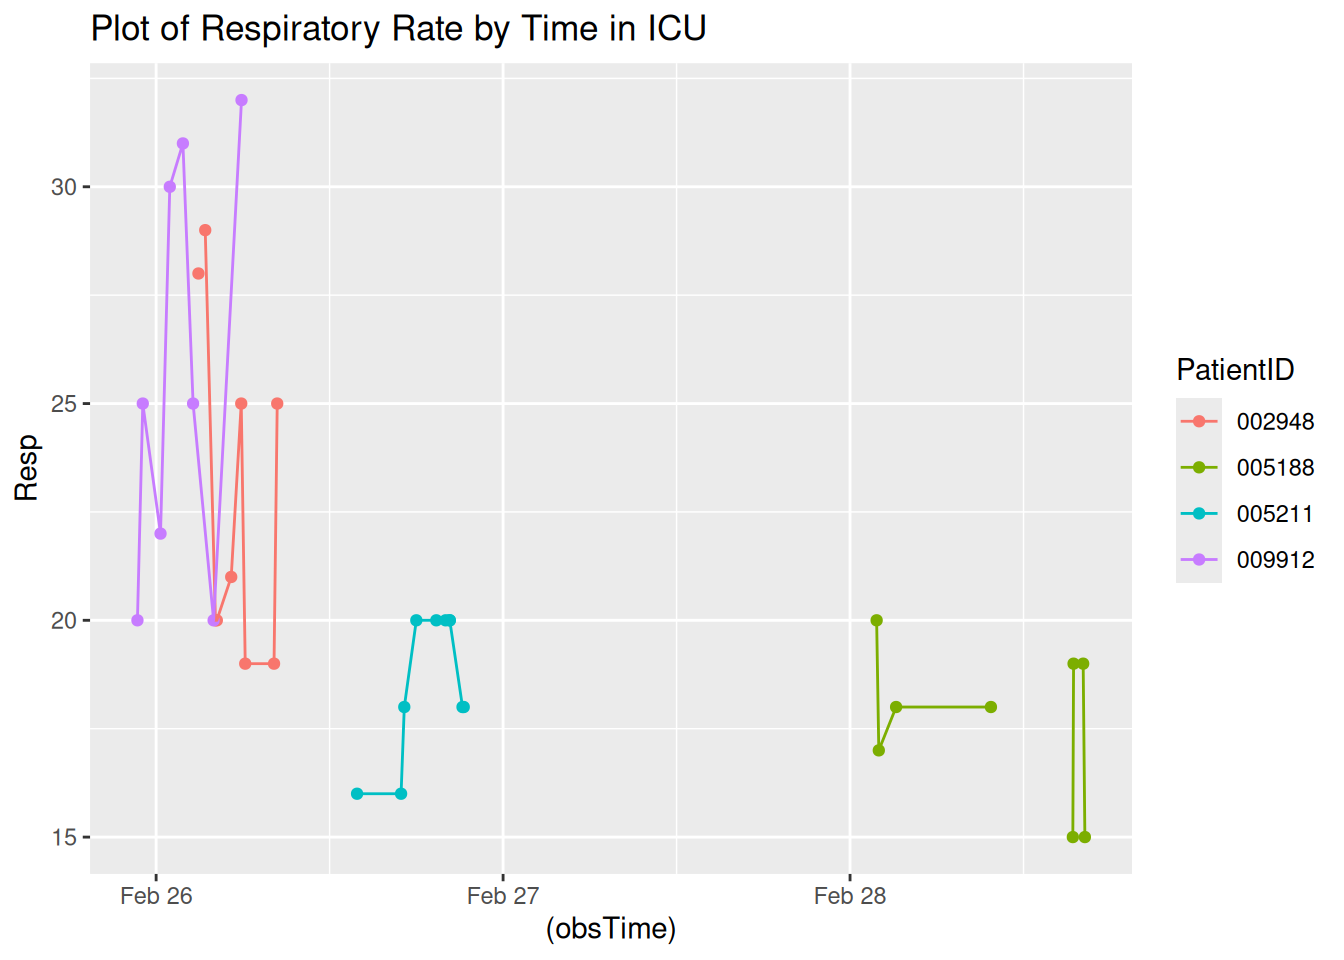 Plot of Respiratory Rate by Time in ICU
30
25
20
15
Resp
Feb 26
Feb 27
Feb 28
(obsTime)
PatientID
002948
005188
005211
009912